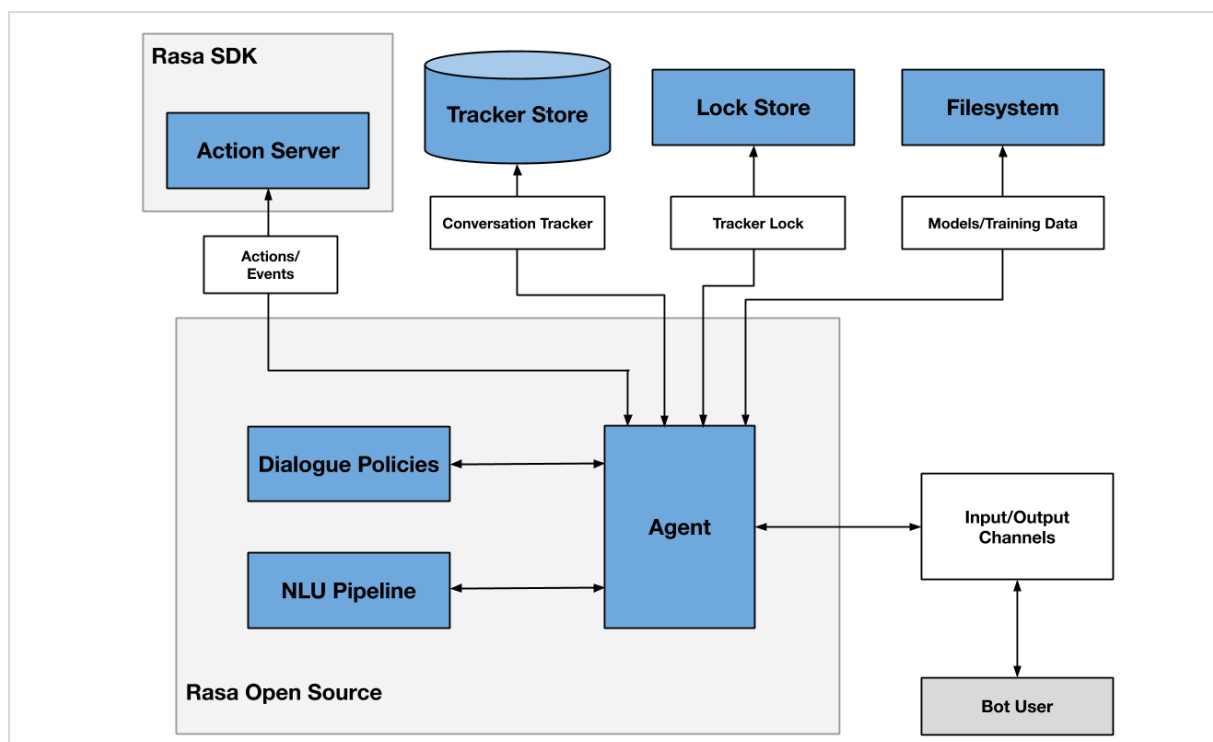 Rasa SDK
Action Server
Tracker Store
Lock Store
Filesystem
Conversation Tracker
Tracker Lock
Models/Training Data
Actions/
Events
Dialogue Policies
Agent
NLU Pipeline
Input/Output
Channels
Rasa Open Source
Bot User